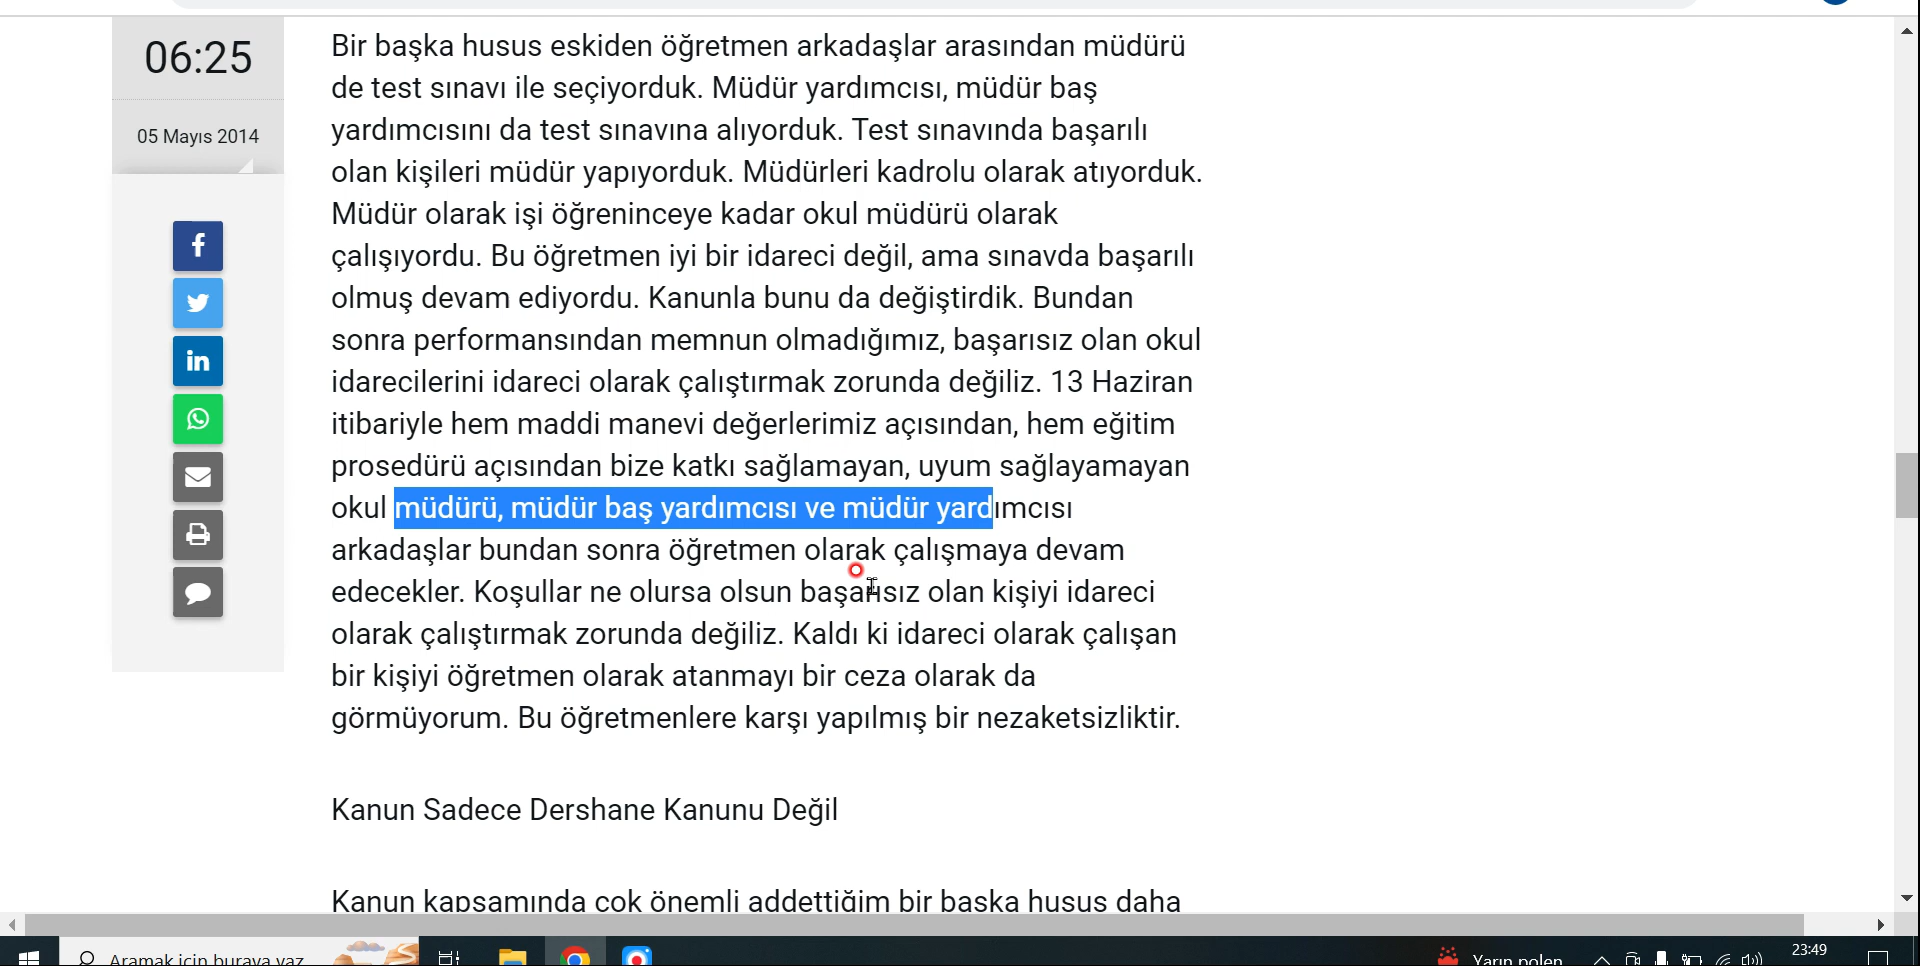 06:25
05 Mayıs 2014
Bir başka husus eskiden öğretmen arkadaşlar arasından müdürü
de test sınavı ile seçiyorduk. Müdür yardımcısı, müdür baş
yardımcısını da test sınavına alıyorduk. Test sınavında başarılı
olan kişileri müdür yapıyorduk. Müdürleri kadrolu olarak atıyorduk.
Müdür olarak işi öğreninceye kadar okul müdürü olarak
çalışıyordu. Bu öğretmen iyi bir idareci değil, ama sınavda başarılı
olmuş devam ediyordu. Kanunla bunu da değiştirdik. Bundan
sonra performansından memnun olmadığımız, başarısız olan okul
idarecilerini idareci olarak çalıştırmak zorunda değiliz. 13 Haziran
itibariyle hem maddi manevi değerlerimiz açısından, hem eğitim
prosedürü açısından bize katkı sağlamayan, uyum sağlayamayan
okul müdürü, müdür baş yardımcısı ve müdür yardımcısı
arkadaşlar bundan sonra öğretmen olarak çalışmaya devam
edecekler. Koşullar ne olursa olsun başarısız olan kişiyi idareci
olarak çalıştırmak zorunda değiliz. Kaldı ki idareci olarak çalışan
bir kişiyi öğretmen olarak atanmayı bir ceza olarak da
görmüyorum. Bu öğretmenlere karşı yapılmış bir nezaketsizliktir.
Kanun Sadece Dershane Kanunu Değil
Kanun kapsamında çok önemli addettiğim bir başka husus daha
Aramak için buraya yaz
Yarın polen
23:49